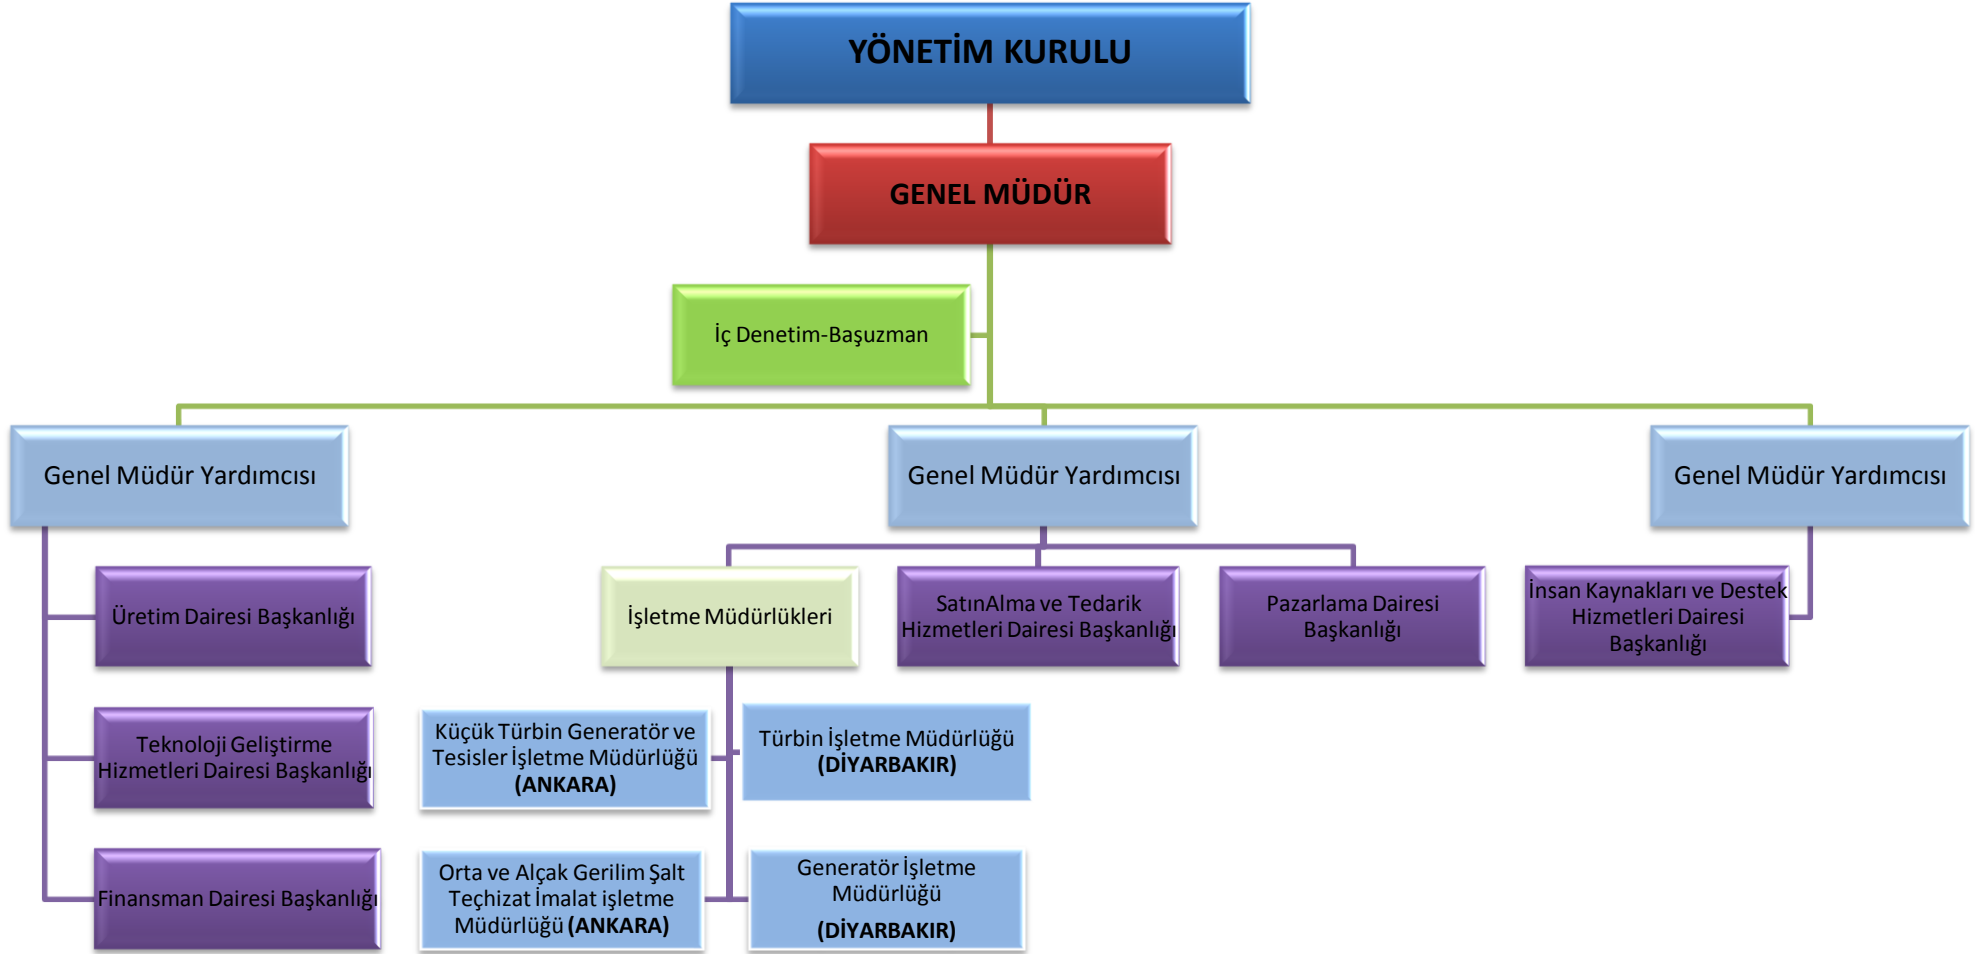 YÖNETİM KURULU
GENEL MÜDÜR
İç Denetim-Başuzman
Genel Müdür Yardımcısı
Genel Müdür Yardımcısı
Genel Müdür Yardımcısı
Üretim Dairesi Başkanlığı
Teknoloji Geliştirme
Hizmetleri Dairesi Başkanlığı
Finansman Dairesi Başkanlığı
İşletme Müdürlükleri
SatınAlma ve Tedarik
Hizmetleri Dairesi Başkanlığı
Pazarlama Dairesi
Başkanlığı
İnsan Kaynakları ve Destek
Hizmetleri Dairesi
Başkanlığı
Küçük Türbin Generatör ve
Tesisler İşletme Müdürlüğü
(ANKARA)
Türbin İşletme Müdürlüğü
(DİYARBAKIR)
Orta ve Alçak Gerilim Şalt
Teçhizat İmalat işletme
Müdürlüğü (ANKARA)
Generatör İşletme
Müdürlüğü
(DİYARBAKIR)